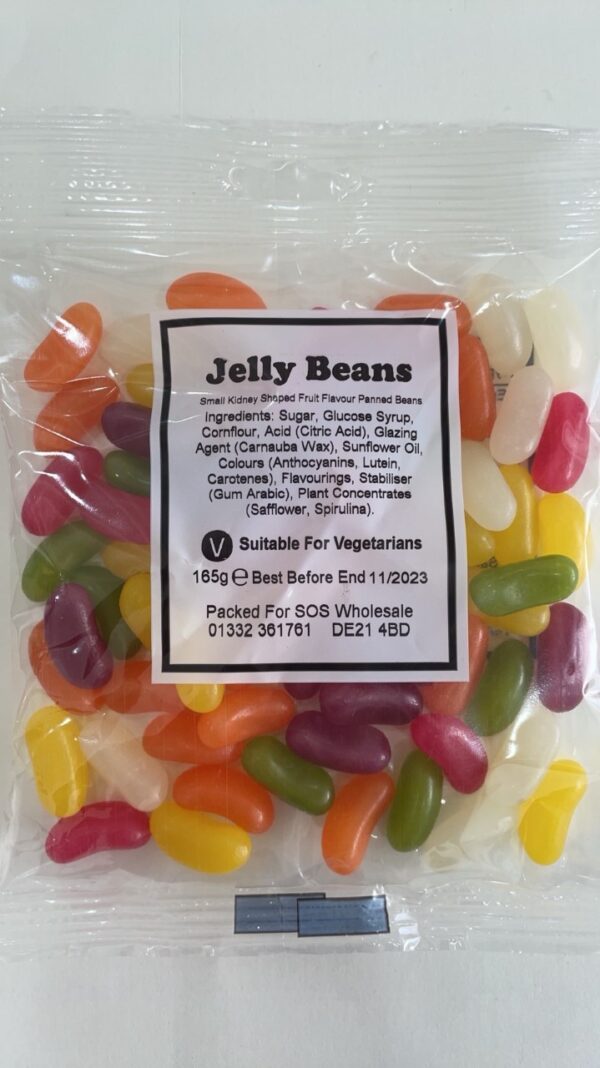 Jelly Beans
Small Kidney Shaped Fruit Flavour Panned Beans
Ingredients: Sugar, Glucose Syrup,
Cornflour, Acid (Citric Acid), Glazing
Agent (Carnauba Wax), Sunflower Oil,
Colours (Anthocyanins, Lutein,
Carotenes), Flavourings, Stabiliser
(Gum Arabic), Plant Concentrates
(Safflower, Spirulina).
V Suitable For Vegetarians
165g ℮ Best Before End 11/2023
Packed For SOS Wholesale
01332 361761 DE21 4BD